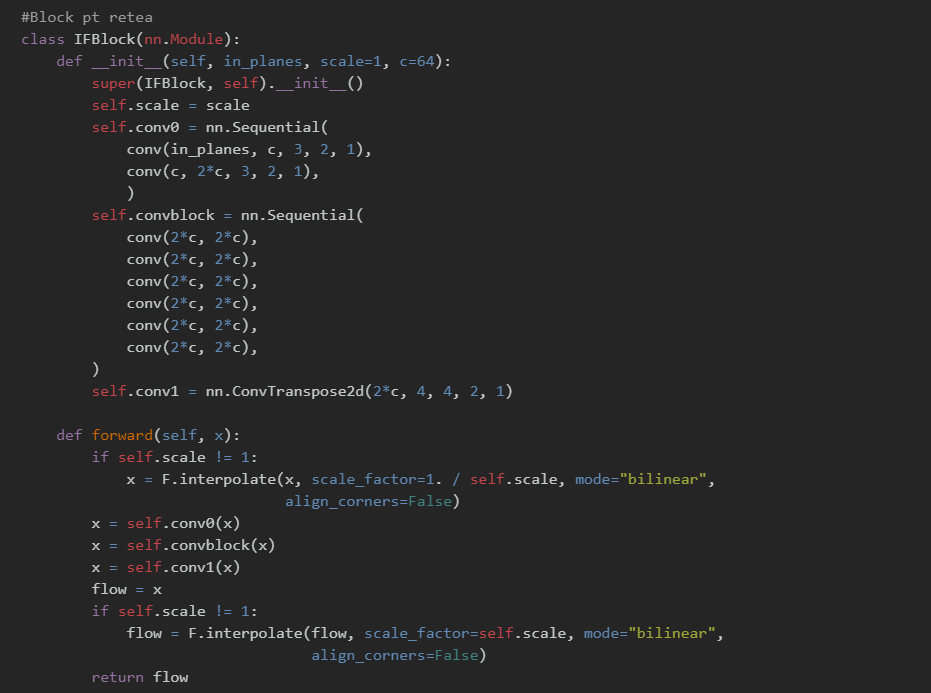 #Block pt retea
class IFBlock(nn.Module):
    def __init__(self, in_planes, scale=1, c=64):
        super(IFBlock, self).__init__()
        self.scale = scale
        self.conv0 = nn.Sequential(
            conv(in_planes, c, 3, 2, 1),
            conv(c, 2*c, 3, 2, 1),
            )
        self.convblock = nn.Sequential(
            conv(2*c, 2*c),
            conv(2*c, 2*c),
            conv(2*c, 2*c),
            conv(2*c, 2*c),
            conv(2*c, 2*c),
            conv(2*c, 2*c),
        )
        self.conv1 = nn.ConvTranspose2d(2*c, 4, 4, 2, 1)

    def forward(self, x):
        if self.scale != 1:
            x = F.interpolate(x, scale_factor=1. / self.scale, mode="bilinear",
                              align_corners=False)
        x = self.conv0(x)
        x = self.convblock(x)
        x = self.conv1(x)
        flow = x
        if self.scale != 1:
            flow = F.interpolate(flow, scale_factor=self.scale, mode="bilinear",
                                 align_corners=False)
        return flow